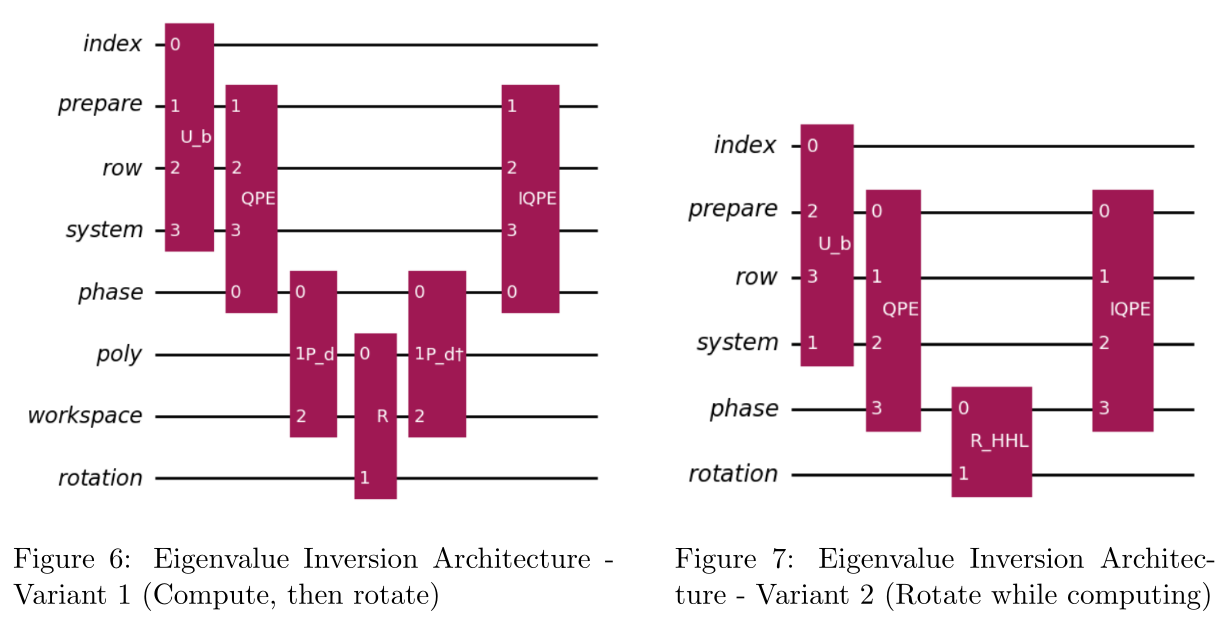 index 0
prepare 1 1 1
U_b
row 2 2 2
QPE IQPE
system 3 3 3
phase 0 0 0 0
poly 1P_d 0 1P_d†
workspace 2 R 2
rotation 1
Figure 6: Eigenvalue Inversion Architecture -
Variant 1 (Compute, then rotate)
index 0
prepare 2 0 0
U_b
row 3 1 1
QPE IQPE
system 1 2 2
phase 3 0 3
R_HHL
rotation 1
Figure 7: Eigenvalue Inversion Architec-
ture - Variant 2 (Rotate while computing)